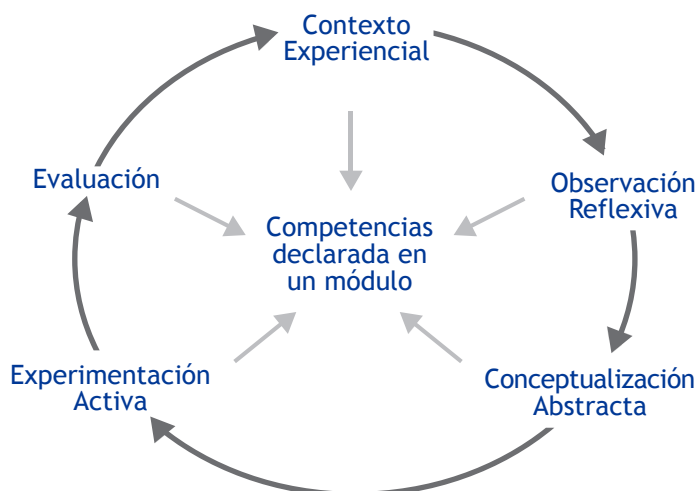 Contexto
Experiencial
Evaluación
Observación
Reflexiva
Competencias
declarada en
un módulo
Experimentación
Activa
Conceptualización
Abstracta